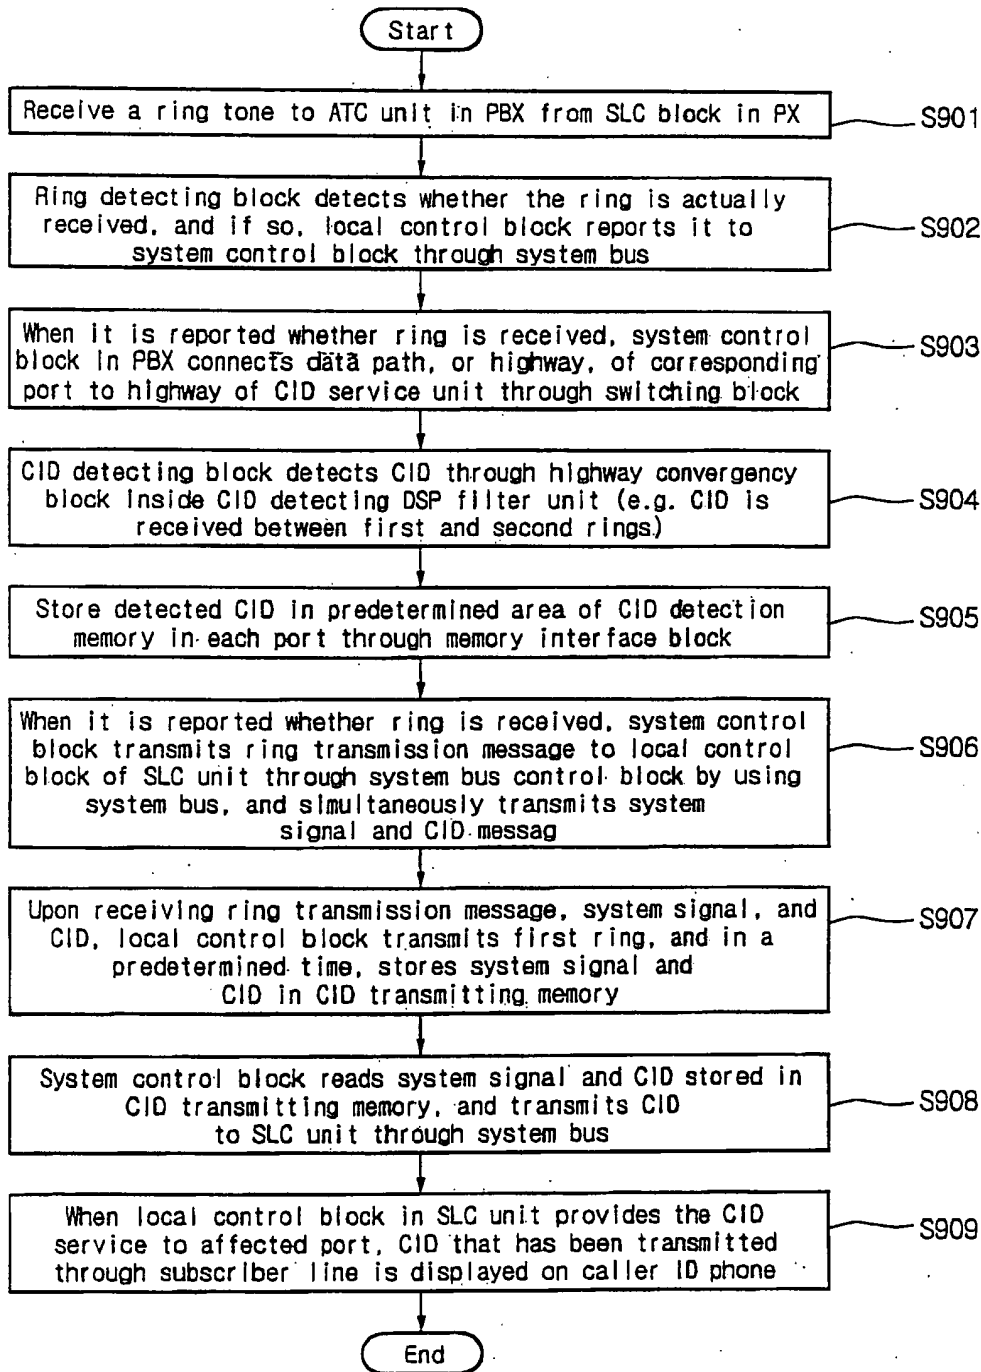 Start
Receive a ring tone to ATC unit in PBX from SLC block in PX
S901
Ring detecting block detects whether the ring is actually
received, and if so, local control block reports it to
system control block through system bus
S902
When it is reported whether ring is received, system control
block in PBX connects data path, or highway, of corresponding
port to highway of CID service unit through switching block
S903
CID detecting block detects CID through highway convergency
block inside CID detecting DSP filter unit (e.g. CID is
received between first and second rings.)
S904
Store detected CID in predetermined area of CID detection
memory in each port through memory interface block
S905
When it is reported whether ring is received, system control
block transmits ring transmission message to local control
block of SLC unit through system bus control block by using
system bus, and simultaneously transmits system
signal and CID messag
S906
Upon receiving ring transmission message, system signal, and
CID, local control block transmits first ring, and in a
predetermined time, stores system signal and
CID in CID transmitting memory
S907
System control block reads system signal and CID stored in
CID transmitting memory, and transmits CID
to SLC unit through system bus
S908
When local control block in SLC unit provides the CID
service to affected port, CID that has been transmitted
through subscriber line is displayed on caller ID phone
S909
End